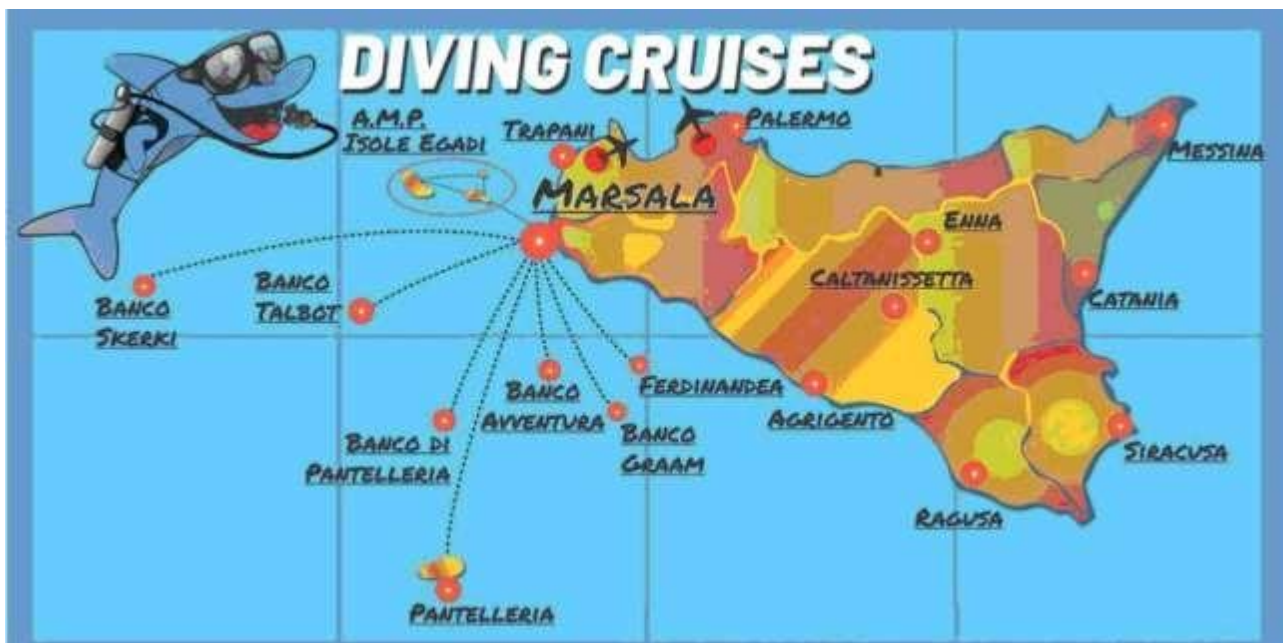 DIVING CRUISES
A.M.P.
ISOLE EGADI
TRAPANI
PALERMO
MESSINA
MARSALA
ENNA
CALTANISSETTA
CATANIA
BANCO
SKERKI
BANCO
TALBOT
FERDINANDEA
BANCO
AVVENTURA
AGRIGENTO
BANCO DI
PANTELLERIA
BANCO
GRAAM
SIRACUSA
RAGUSA
PANTELLERIA